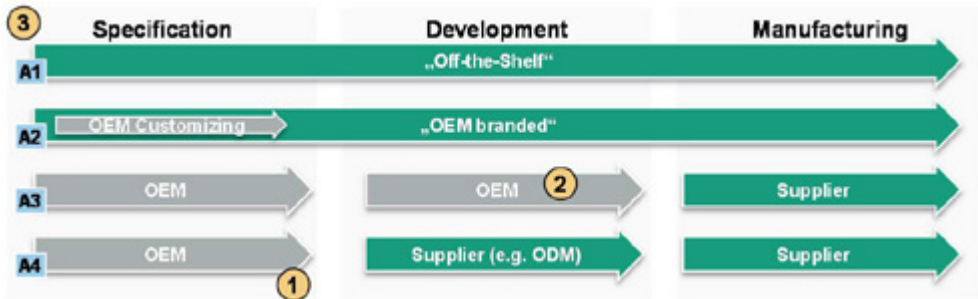 3
Specification Development Manufacturing
A1 „Off-the-Shelf“
A2 OEM Customizing „OEM branded“
A3 OEM OEM 2 Supplier
A4 OEM 1 Supplier (e.g. ODM) Supplier